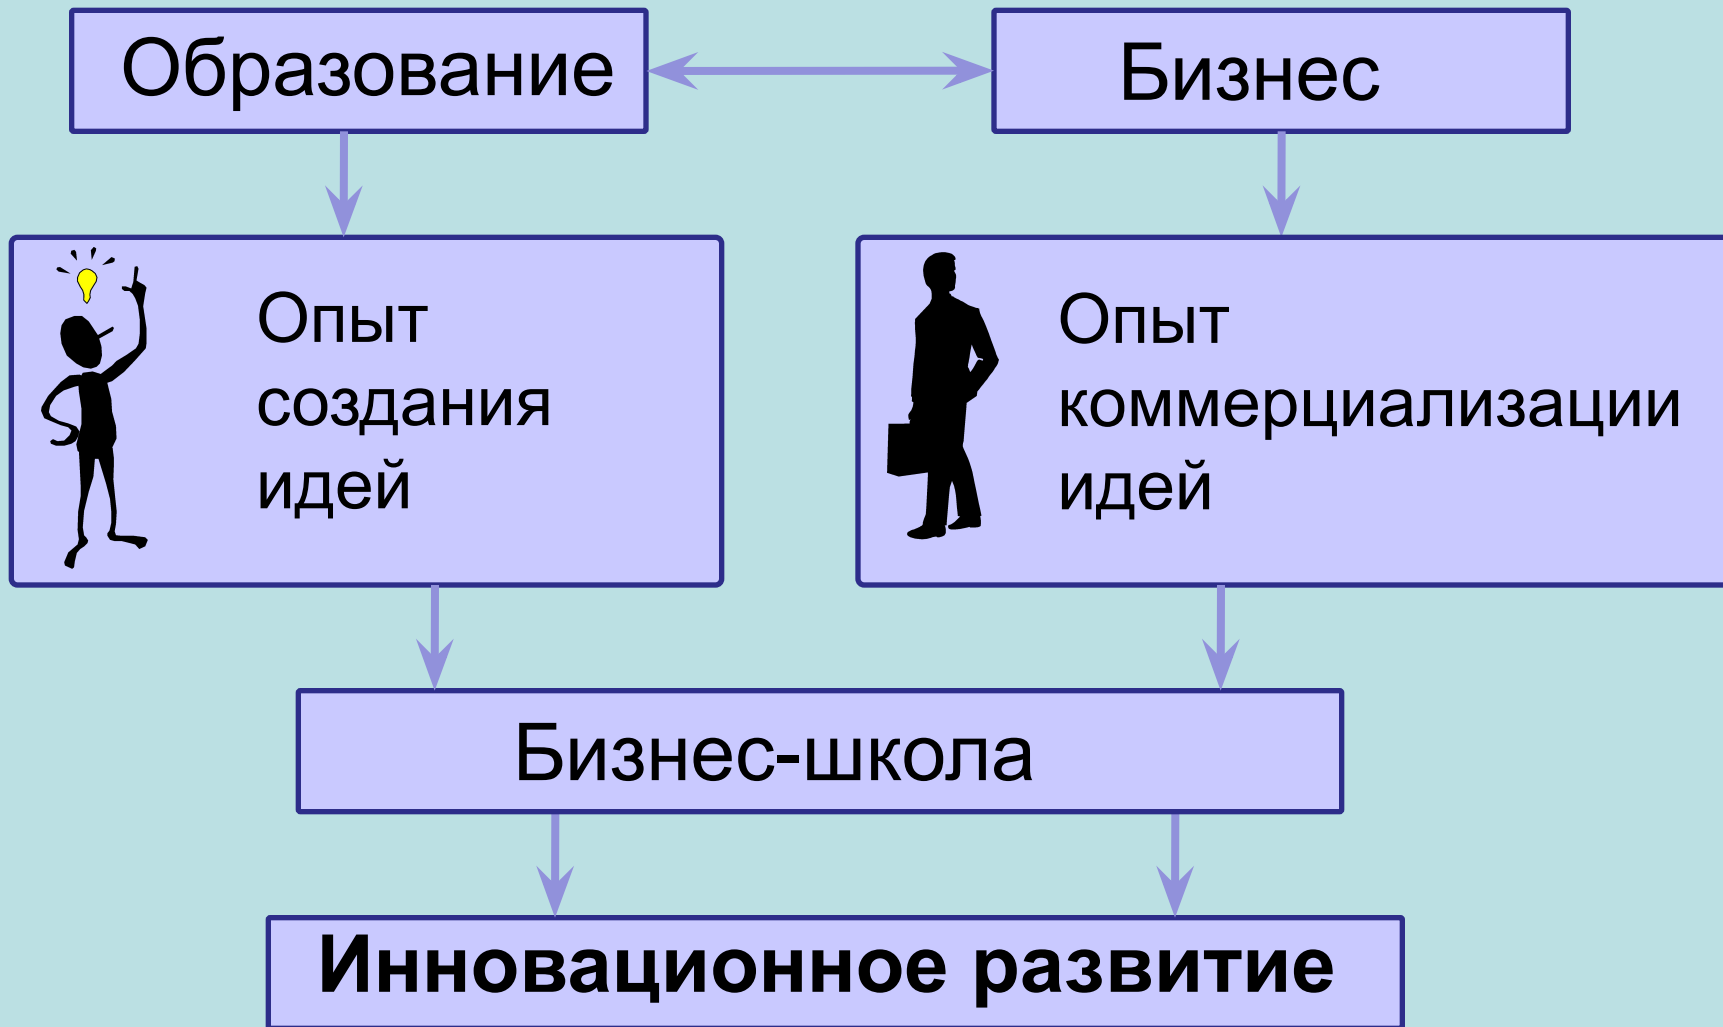 Образование
Бизнес
Опыт
создания
идей
Опыт
коммерциализации
идей
Бизнес-школа
Инновационное развитие